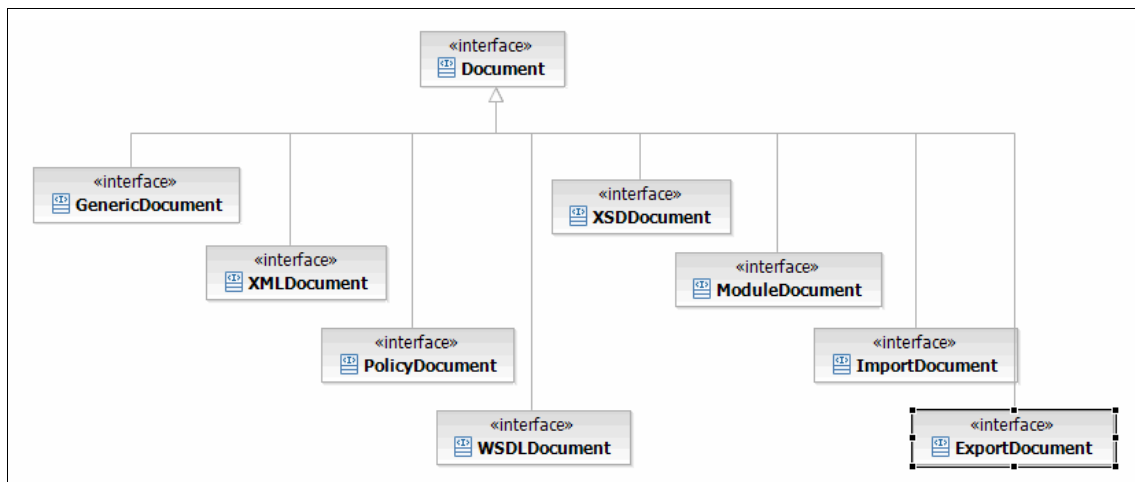 «interface»
Document
«interface»
GenericDocument
«interface»
XSDDocument
«interface»
XMLDocument
«interface»
ModuleDocument
«interface»
PolicyDocument
«interface»
ImportDocument
«interface»
WSDLDocument
«interface»
ExportDocument